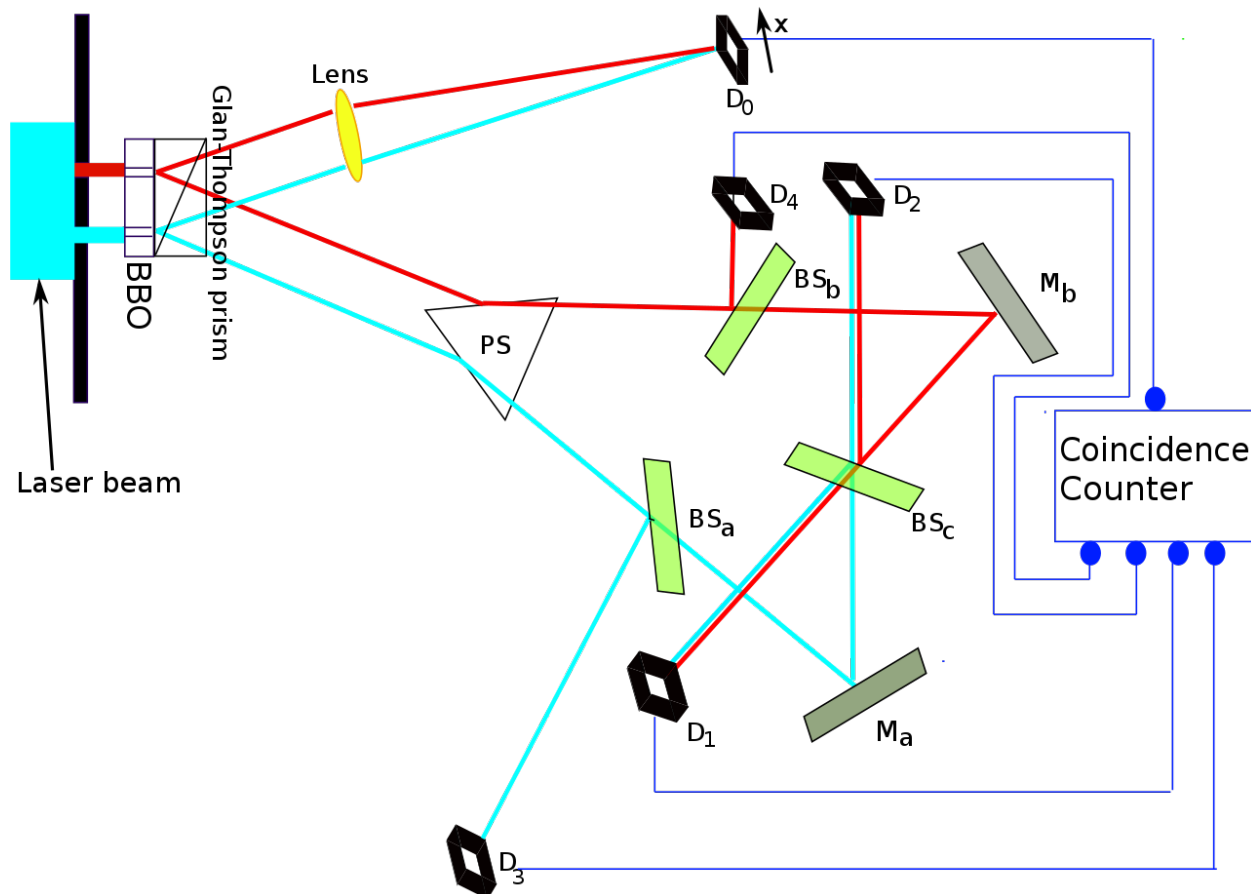 x
Lens
D0
Glan-Thompson prism
D4
D2
BBO
BSb
Mb
PS
Laser beam
Coincidence
Counter
BSa
BSc
D1
Ma
D3